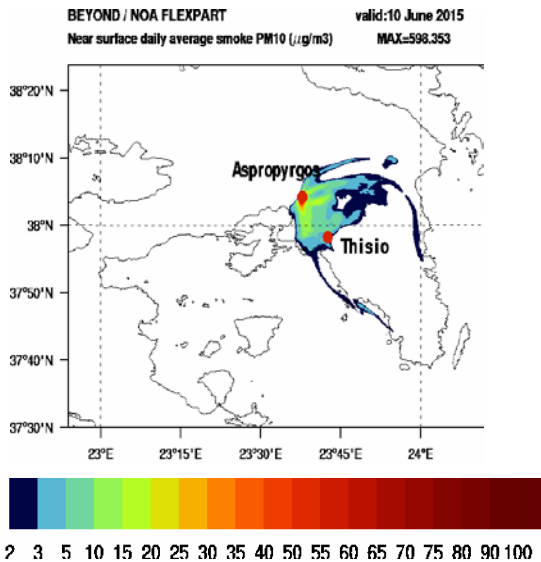 BEYOND / NOA FLEXPART valid:10 June 2015
Near surface daily average smoke PM10 (μg/m3) MAX=598.353
38°20'N
38°10'N
Aspropyrgos
38°N
Thisio
37°50'N
37°40'N
37°30'N
23°E 23°15'E 23°30'E 23°45'E 24°E
2 3 5 10 15 20 25 30 35 40 50 55 60 65 70 75 80 90 100